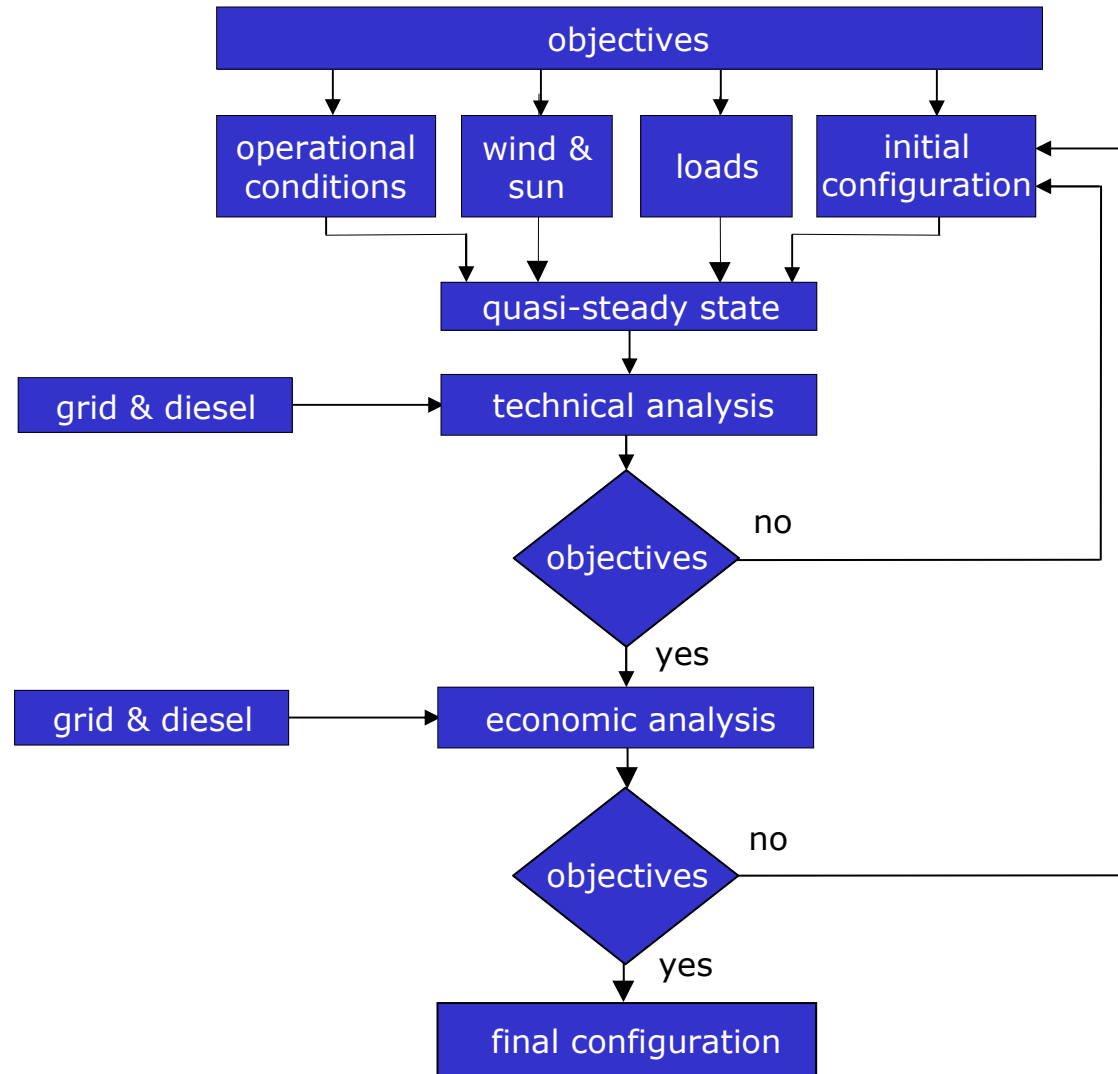 objectives
operational
conditions
wind &
sun
loads
initial
configuration
quasi-steady state
grid & diesel
technical analysis
no
objectives
yes
grid & diesel
economic analysis
no
objectives
yes
final configuration